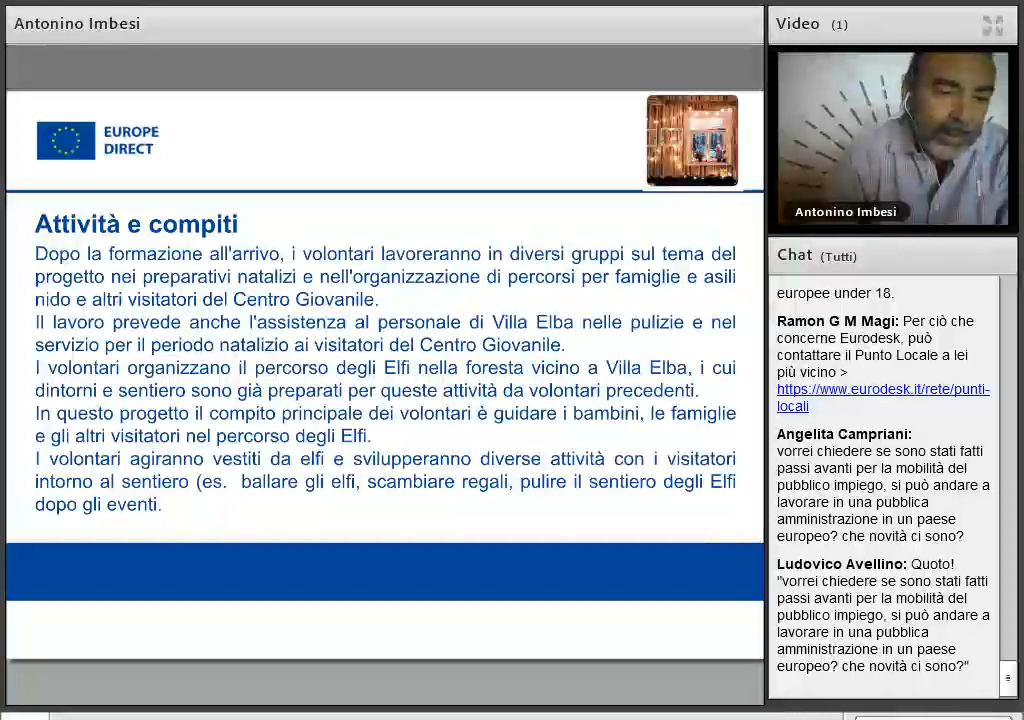 Antonino Imbesi
EUROPE
DIRECT
Attività e compiti
Dopo la formazione all'arrivo, i volontari lavoreranno in diversi gruppi sul tema del
progetto nei preparativi natalizi e nell'organizzazione di percorsi per famiglie e asili
nido e altri visitatori del Centro Giovanile.
Il lavoro prevede anche l'assistenza al personale di Villa Elba nelle pulizie e nel
servizio per il periodo natalizio ai visitatori del Centro Giovanile.
I volontari organizzano il percorso degli Elfi nella foresta vicino a Villa Elba, i cui
dintorni e sentiero sono già preparati per queste attività da volontari precedenti.
In questo progetto il compito principale dei volontari è guidare i bambini, le famiglie
e gli altri visitatori nel percorso degli Elfi.
I volontari agiranno vestiti da elfi e svilupperanno diverse attività con i visitatori
intorno al sentiero (es. ballare gli elfi, scambiare regali, pulire il sentiero degli Elfi
dopo gli eventi.
Video (1)
Antonino Imbesi
Chat (Tutti)
europee under 18.
Ramon G M Magi: Per ciò che
concerne Eurodesk, può
contattare il Punto Locale a lei
più vicino >
https://www.eurodesk.it/rete/punti-
locali
Angelita Campriani:
vorrei chiedere se sono stati fatti
passi avanti per la mobilità del
pubblico impiego, si può andare a
lavorare in una pubblica
amministrazione in un paese
europeo? che novità ci sono?
Ludovico Avellino: Quoto!
"vorrei chiedere se sono stati fatti
passi avanti per la mobilità del
pubblico impiego, si può andare a
lavorare in una pubblica
amministrazione in un paese
europeo? che novità ci sono?"